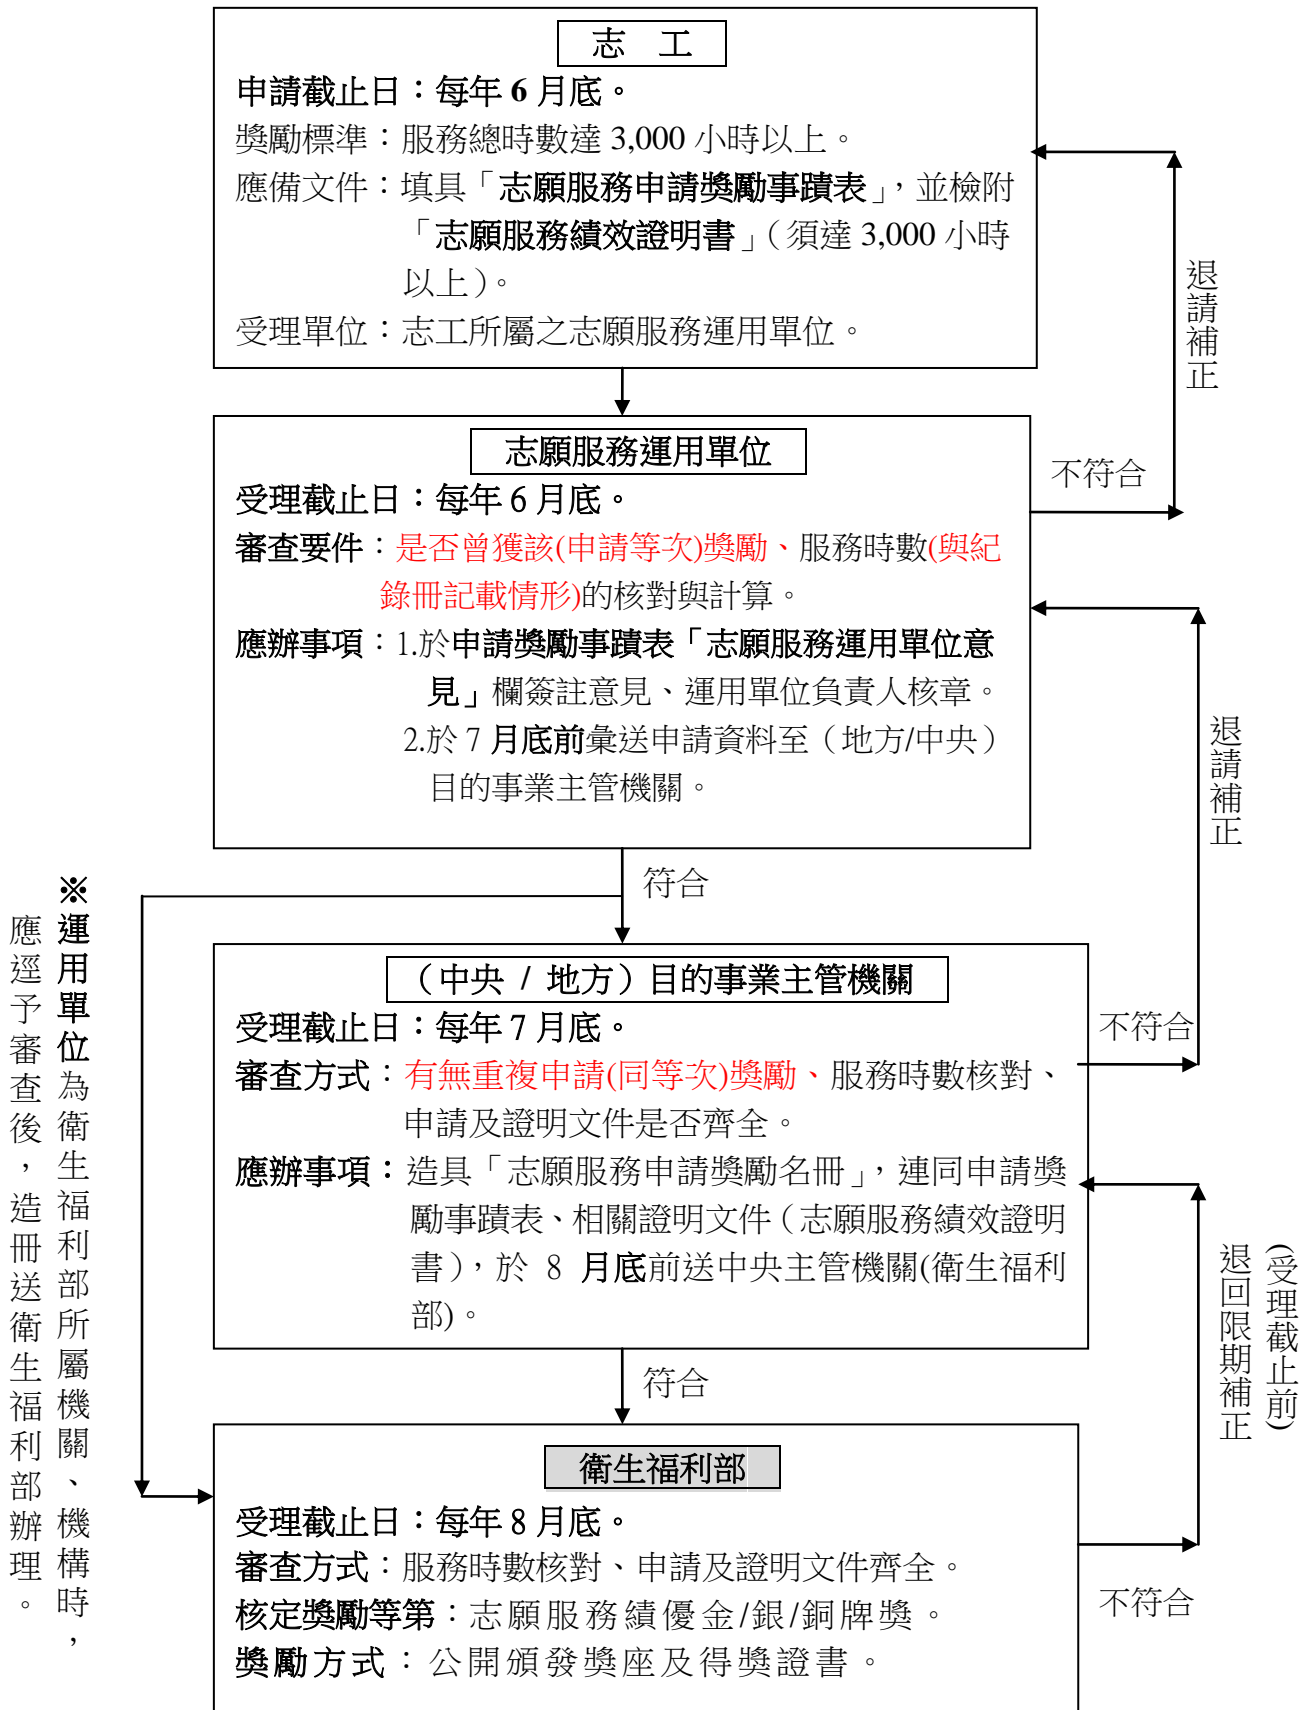 志　工
申請截止日：每年 6 月底。
獎勵標準：服務總時數達 3,000 小時以上。
應備文件：填具「志願服務申請獎勵事蹟表」，並檢附
「志願服務績效證明書」（須達 3,000 小時
以上）。
受理單位：志工所屬之志願服務運用單位。
退請補正
志願服務運用單位
受理截止日：每年 6 月底。
審查要件：是否曾獲該(申請等次)獎勵、服務時數(與紀
錄冊記載情形)的核對與計算。
應辦事項：1.於申請獎勵事蹟表「志願服務運用單位意
見」欄簽註意見、運用單位負責人核章。
2.於 7 月底前彙送申請資料至（地方/中央）
目的事業主管機關。
不符合
退請補正
符合
※運用單位為衛生福利部所屬機關、機構時，
應逕予審查後，造冊送衛生福利部辦理。
（中央 / 地方）目的事業主管機關
受理截止日：每年 7 月底。
審查方式：有無重複申請(同等次)獎勵、服務時數核對、
申請及證明文件是否齊全。
應辦事項：造具「志願服務申請獎勵名冊」，連同申請獎
勵事蹟表、相關證明文件（志願服務績效證明
書），於 8 月底前送中央主管機關(衛生福利
部)。
不符合
(受理截止前)
退回限期補正
符合
衛生福利部
受理截止日：每年 8 月底。
審查方式：服務時數核對、申請及證明文件齊全。
核定獎勵等第：志願服務績優金/銀/銅牌獎。
獎勵方式：公開頒發獎座及得獎證書。
不符合